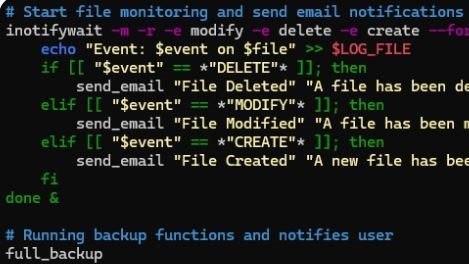 # Start file monitoring and send email notifications
inotifywait -m -r -e modify -e delete -e create --for
echo "Event: $event on $file" >> $LOG_FILE
if [[ "$event" == *"DELETE"* ]]; then
send_email "File Deleted" "A file has been de
elif [[ "$event" == *"MODIFY"* ]]; then
send_email "File Modified" "A file has been m
elif [[ "$event" == *"CREATE"* ]]; then
send_email "File Created" "A new file has bee
fi
done &
# Running backup functions and notifies user
full_backup